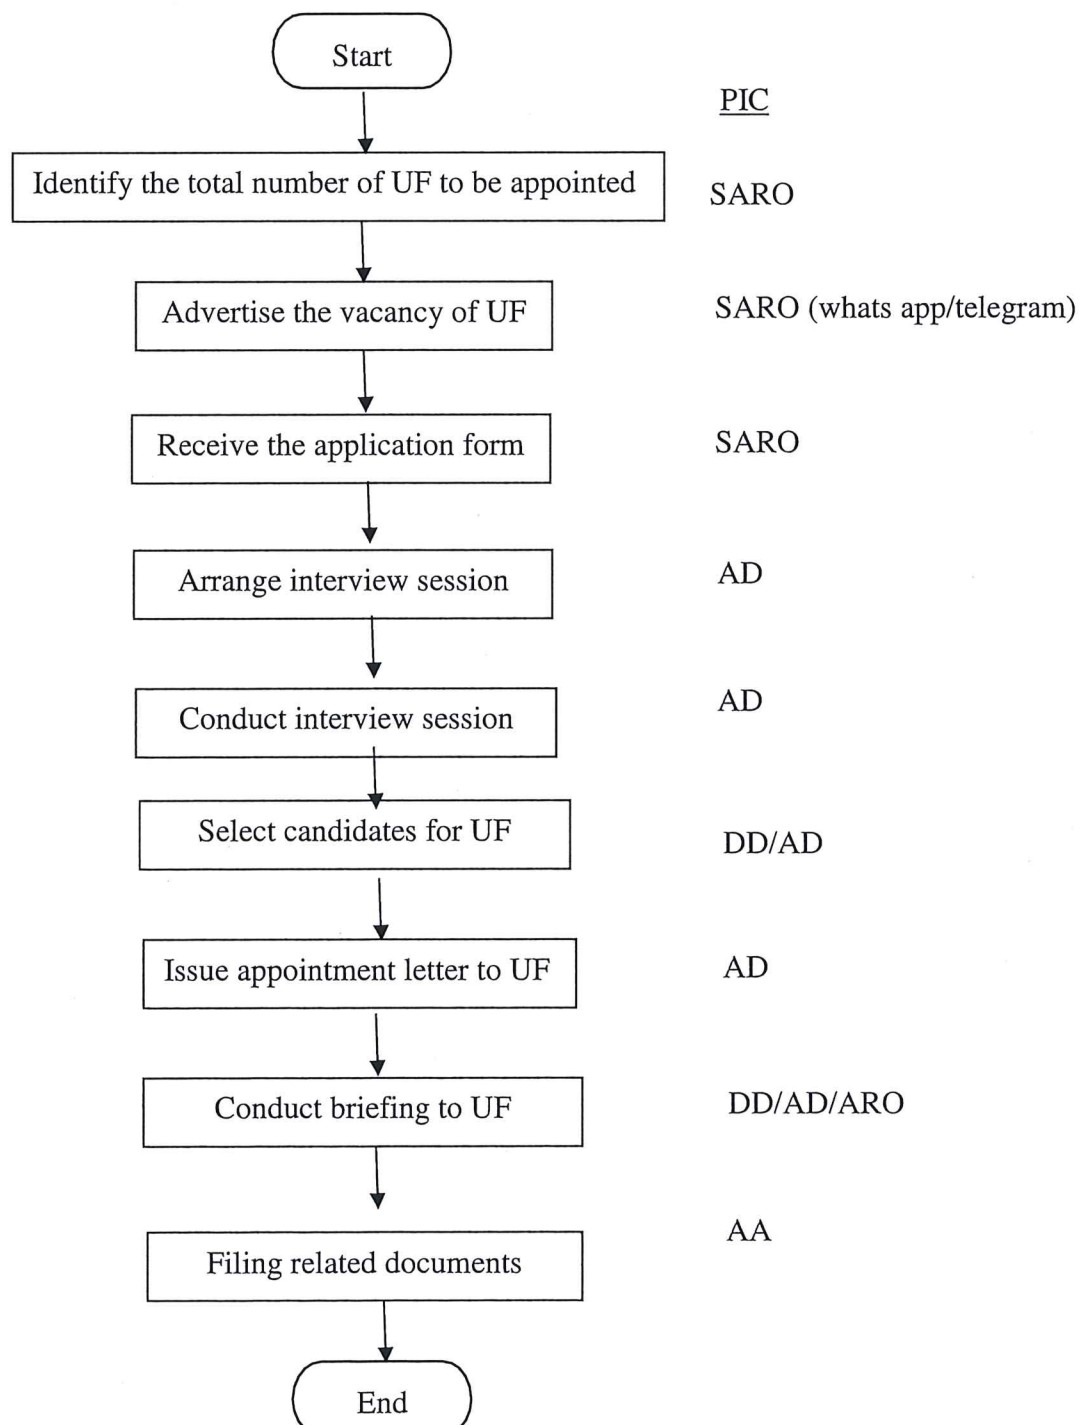 Start
PIC
Identify the total number of UF to be appointed
SARO
Advertise the vacancy of UF
SARO (whats app/telegram)
Receive the application form
SARO
Arrange interview session
AD
Conduct interview session
AD
Select candidates for UF
DD/AD
Issue appointment letter to UF
AD
Conduct briefing to UF
DD/AD/ARO
Filing related documents
AA
End